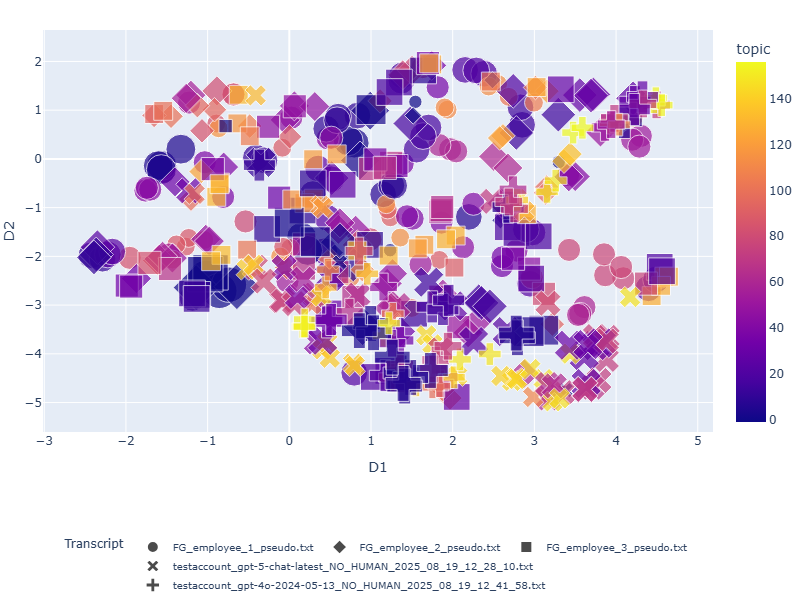 topic
2
1
0
−1
−2
−3
−4
−5
D2
−3 −2 −1 0 1 2 3 4 5
D1
140
120
100
80
60
40
20
0
Transcript
FG_employee_1_pseudo.txt FG_employee_2_pseudo.txt FG_employee_3_pseudo.txt
testaccount_gpt-5-chat-latest_NO_HUMAN_2025_08_19_12_28_10.txt
testaccount_gpt-4o-2024-05-13_NO_HUMAN_2025_08_19_12_41_58.txt